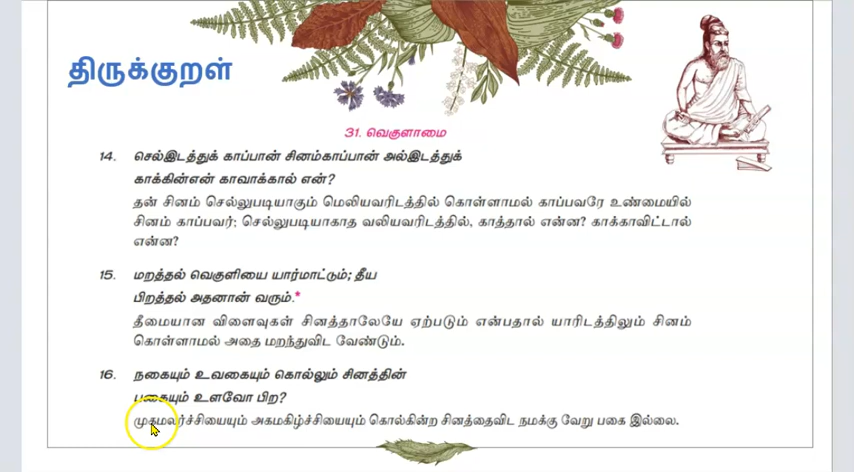 திருக்குறள்
31. வெகுளாமை
14. செல்இடத்துக் காப்பான் சினம்காப்பான் அல்இடத்துக்
காக்கின்என் காவாக்கால் என்?
தன் சினம் செல்லுபடியாகும் மெலியவரிடத்தில் கொள்ளாமல் காப்பவரே உண்மையில்
சினம் காப்பவர்; செல்லுபடியாகாத வலியவரிடத்தில், காத்தால் என்ன? காக்காவிட்டால்
என்ன?
15. மறத்தல் வெகுளியை யார்மாட்டும்; தீய
பிறத்தல் அதனான் வரும்.*
தீமையான விளைவுகள் சினத்தாலேயே ஏற்படும் என்பதால் யாரிடத்திலும் சினம்
கொள்ளாமல் அதை மறந்துவிட வேண்டும்.
16. நகையும் உவகையும் கொல்லும் சினத்தின்
பகையும் உளவோ பிற?
முகமலர்ச்சியையும் அகமகிழ்ச்சியையும் கொல்கின்ற சினத்தைவிட நமக்கு வேறு பகை இல்லை.